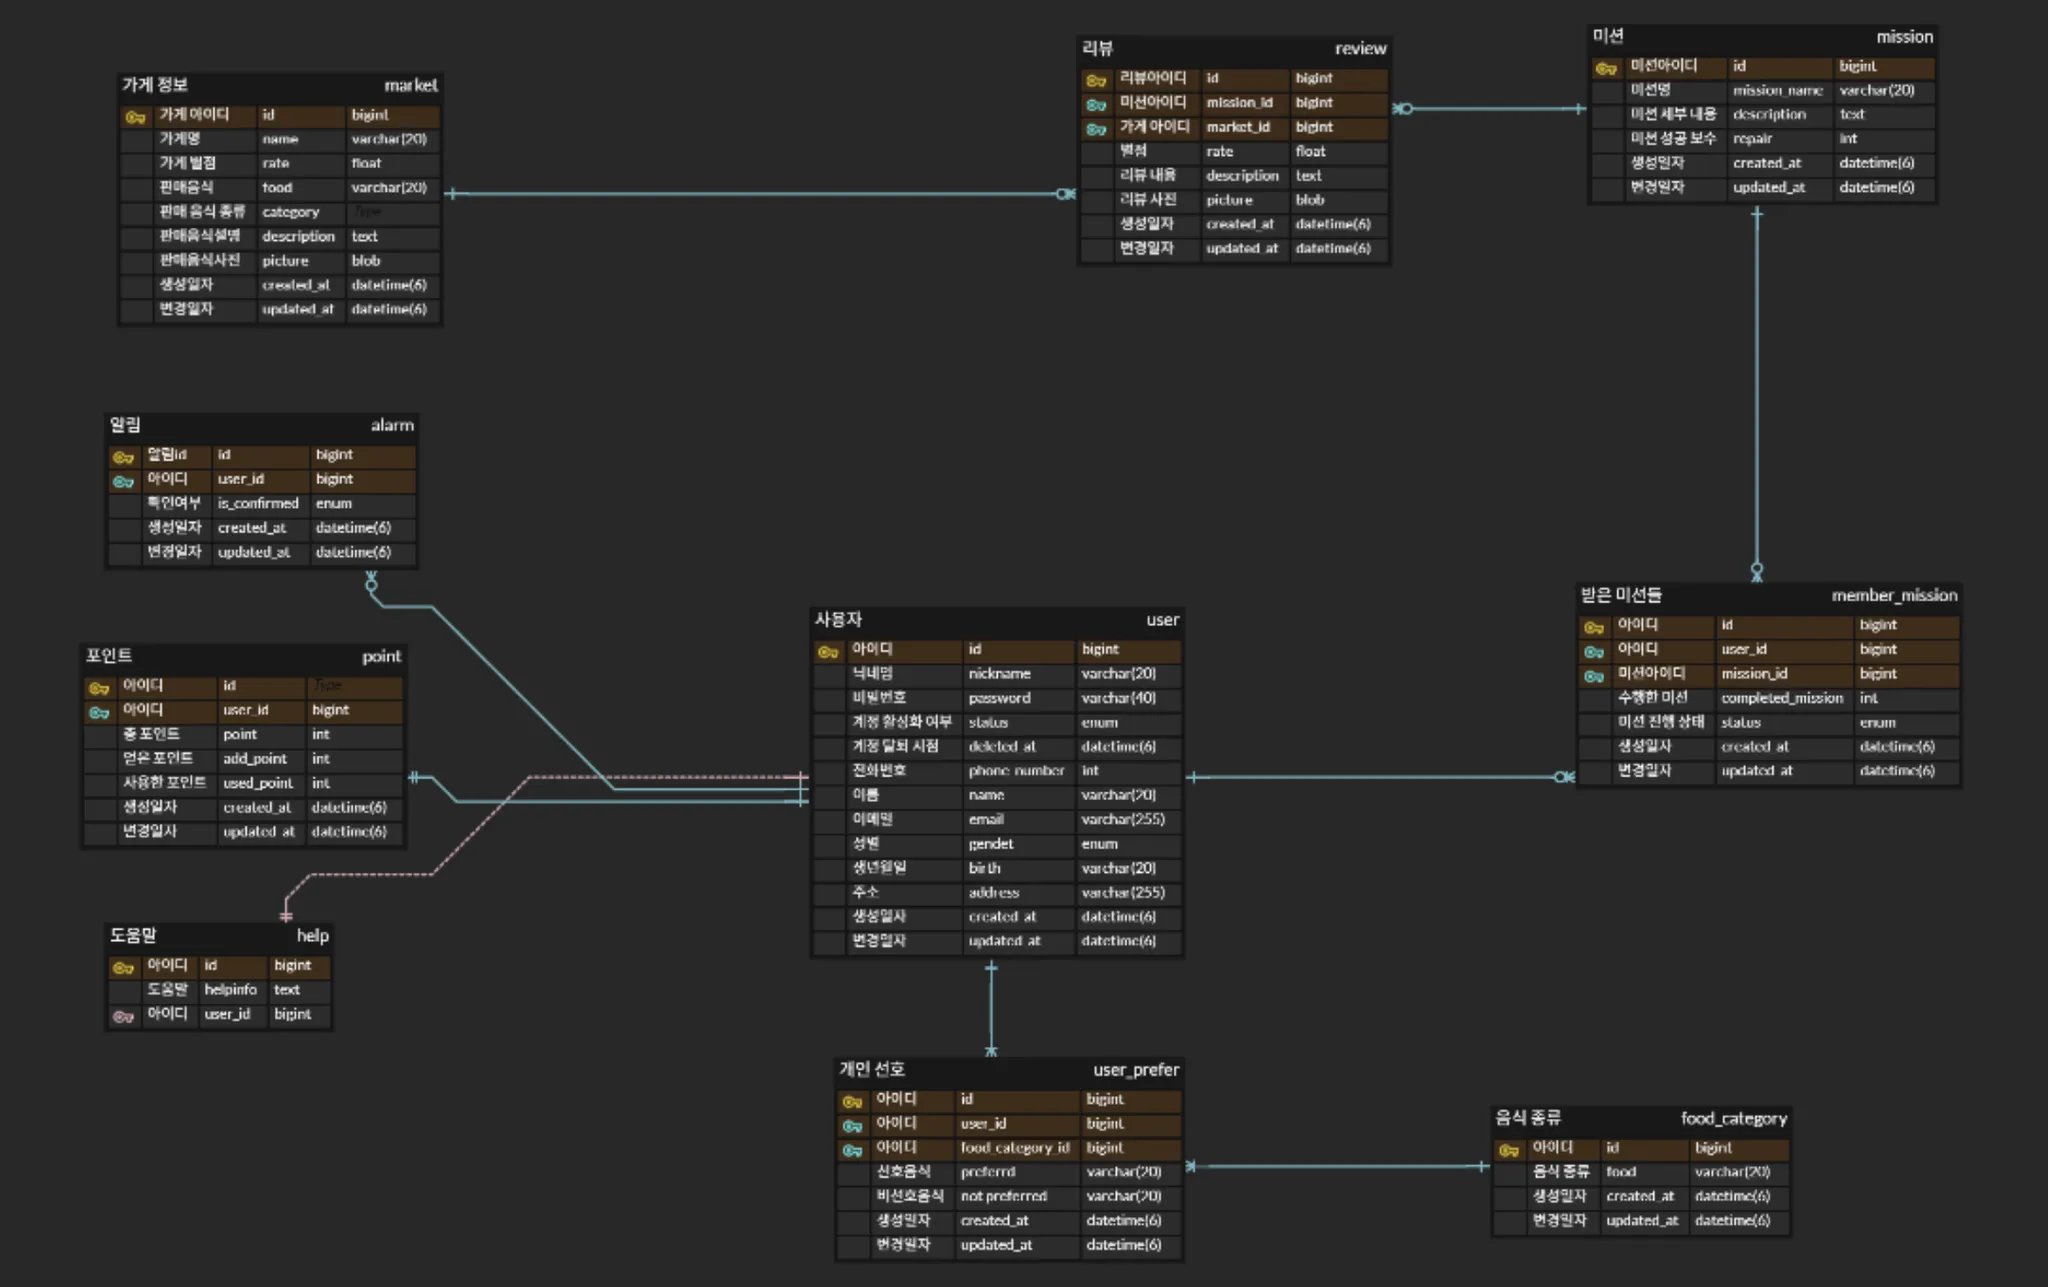 가게 정보 market
가게 아이디 id bigint
가게명 name varchar(20)
가게 별점 rate float
판매음식 food varchar(20)
판매 음식 종류 category Type
판매음식설명 description text
판매음식사진 picture blob
생성일자 created_at datetime(6)
변경일자 updated_at datetime(6)
리뷰 review
리뷰아이디 id bigint
미션아이디 mission_id bigint
가게 아이디 market_id bigint
별점 rate float
리뷰 내용 description text
리뷰 사진 picture blob
생성일자 created_at datetime(6)
변경일자 updated_at datetime(6)
미션 mission
미션아이디 id bigint
미션명 mission_name varchar(20)
미션 세부 내용 description text
미션 성공 보수 repair int
생성일자 created_at datetime(6)
변경일자 updated_at datetime(6)
알림 alarm
알림id id bigint
아이디 user_id bigint
확인여부 is_confirmed enum
생성일자 created_at datetime(6)
변경일자 updated_at datetime(6)
포인트 point
아이디 id Type
아이디 user_id bigint
총 포인트 point int
얻은 포인트 add_point int
사용한 포인트 used_point int
생성일자 created_at datetime(6)
변경일자 updated_at datetime(6)
도움말 help
아이디 id bigint
도움말 helpinfo text
아이디 user_id bigint
사용자 user
아이디 id bigint
닉네임 nickname varchar(20)
비밀번호 password varchar(40)
계정 활성화 여부 status enum
계정 탈퇴 시점 deleted_at datetime(6)
전화번호 phone_number int
이름 name varchar(20)
이메일 email varchar(255)
성별 gendet enum
생년월일 birth varchar(20)
주소 address varchar(255)
생성일자 created_at datetime(6)
변경일자 updated_at datetime(6)
받은 미션들 member_mission
아이디 id bigint
아이디 user_id bigint
미션아이디 mission_id bigint
수행한 미션 completed_mission int
미션 진행 상태 status enum
생성일자 created_at datetime(6)
변경일자 updated_at datetime(6)
개인 선호 user_prefer
아이디 id bigint
아이디 user_id bigint
아이디 food_category_id bigint
선호음식 preferrd varchar(20)
비선호음식 not preferred varchar(20)
생성일자 created_at datetime(6)
변경일자 updated_at datetime(6)
음식 종류 food_category
아이디 id bigint
음식 종류 food varchar(20)
생성일자 created_at datetime(6)
변경일자 updated_at datetime(6)